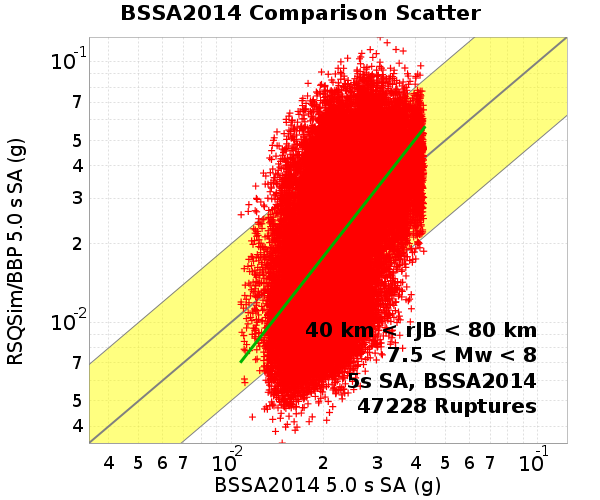 BSSA2014 Comparison Scatter
RSQSim/BBP 5.0 s SA (g)
10-1
7
5
4
3
2
10-2
7
5
4
40 km < rJB < 80 km
7.5 < Mw < 8
5s SA, BSSA2014
47228 Ruptures
4 5 6 7 10-2 2 3 4 5 6 7 10-1
BSSA2014 5.0 s SA (g)